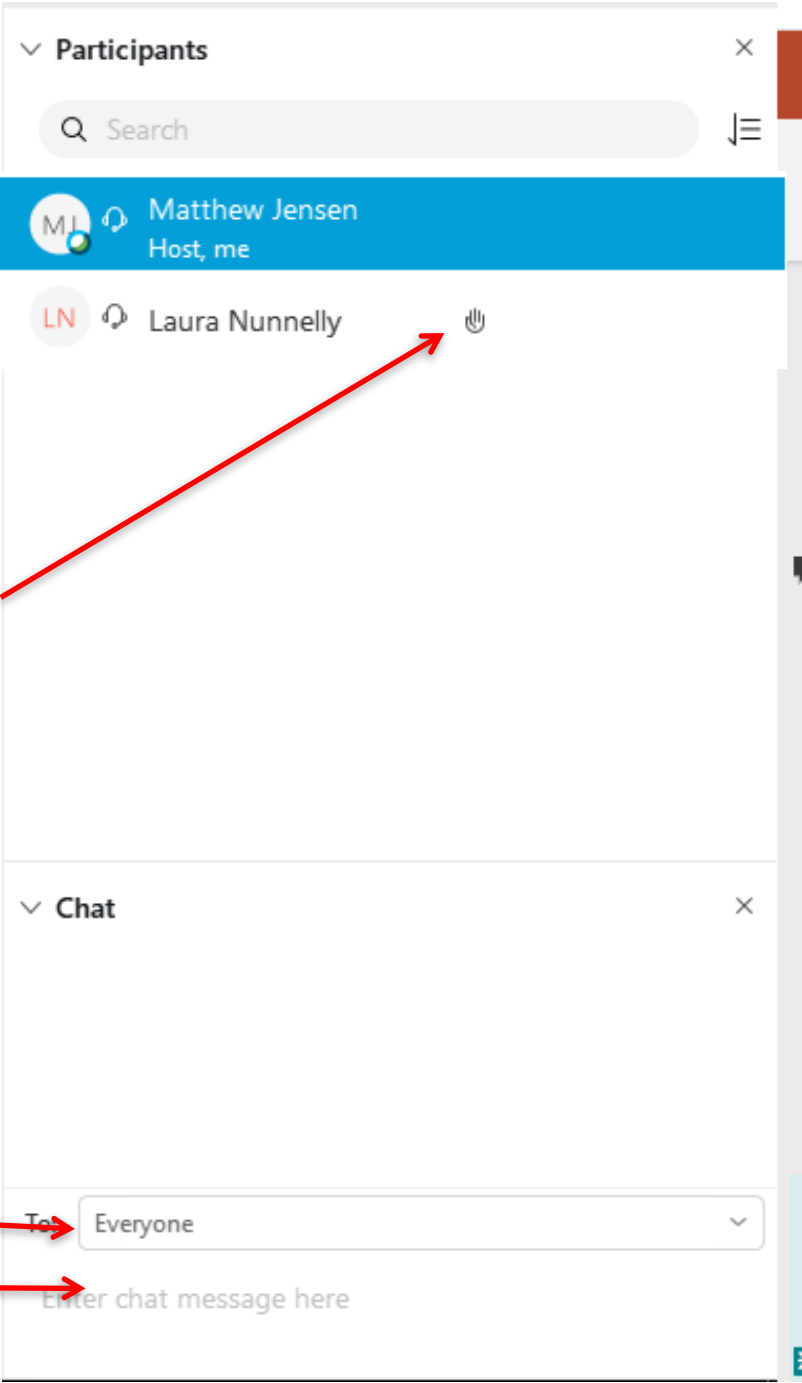 Participants
Search
MJ
Matthew Jensen
Host, me
LN
Laura Nunnelly
Chat
To:
Everyone
Enter chat message here